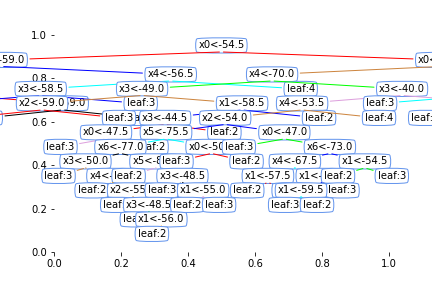 1.0
x0<-54.5
-59.0
x0<
x4<-56.5
x4<-70.0
0.8
x3<-58.5
x3<-49.0
leaf:4
x3<-40.0
x2<-59.0
9.0
leaf:3
x1<-58.5
x4<-53.5
leaf:3
0.6
leaf:3
x3<-44.5
x2<-54.0
leaf:2
leaf:4
leaf:
x0<-47.5
x5<-75.5
leaf:2
x0<-47.0
leaf:3
x6<-77.0
af:2
x0<-50
leaf:3
x6<-73.0
0.4
x3<-50.0
x5<-8
leaf:3
leaf:2
x4<-67.5
x1<-54.5
leaf:3
x4<
leaf:2
x3<-48.5
x1<-57.5
x1<
leaf:2
leaf:3
leaf:2
x2<-55
leaf:3
x1<-55.0
leaf:2
x1<-59.5
leaf:3
0.2
leaf
x3<-48.5
leaf:2
leaf:3
leaf:3
leaf:2
lea
x1<-56.0
leaf:2
0.0
0.0 0.2 0.4 0.6 0.8 1.0